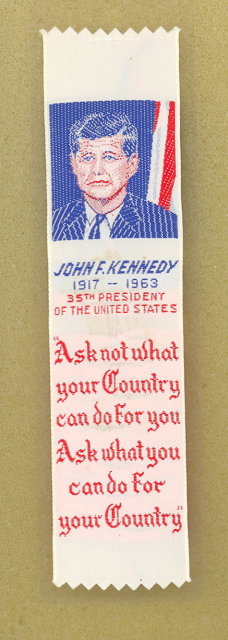 JOHN F. KENNEDY
1917 -- 1963
35TH PRESIDENT
OF THE UNITED STATES
"Ask not what
your Country
can do for you
Ask what you
can do for
your Country"